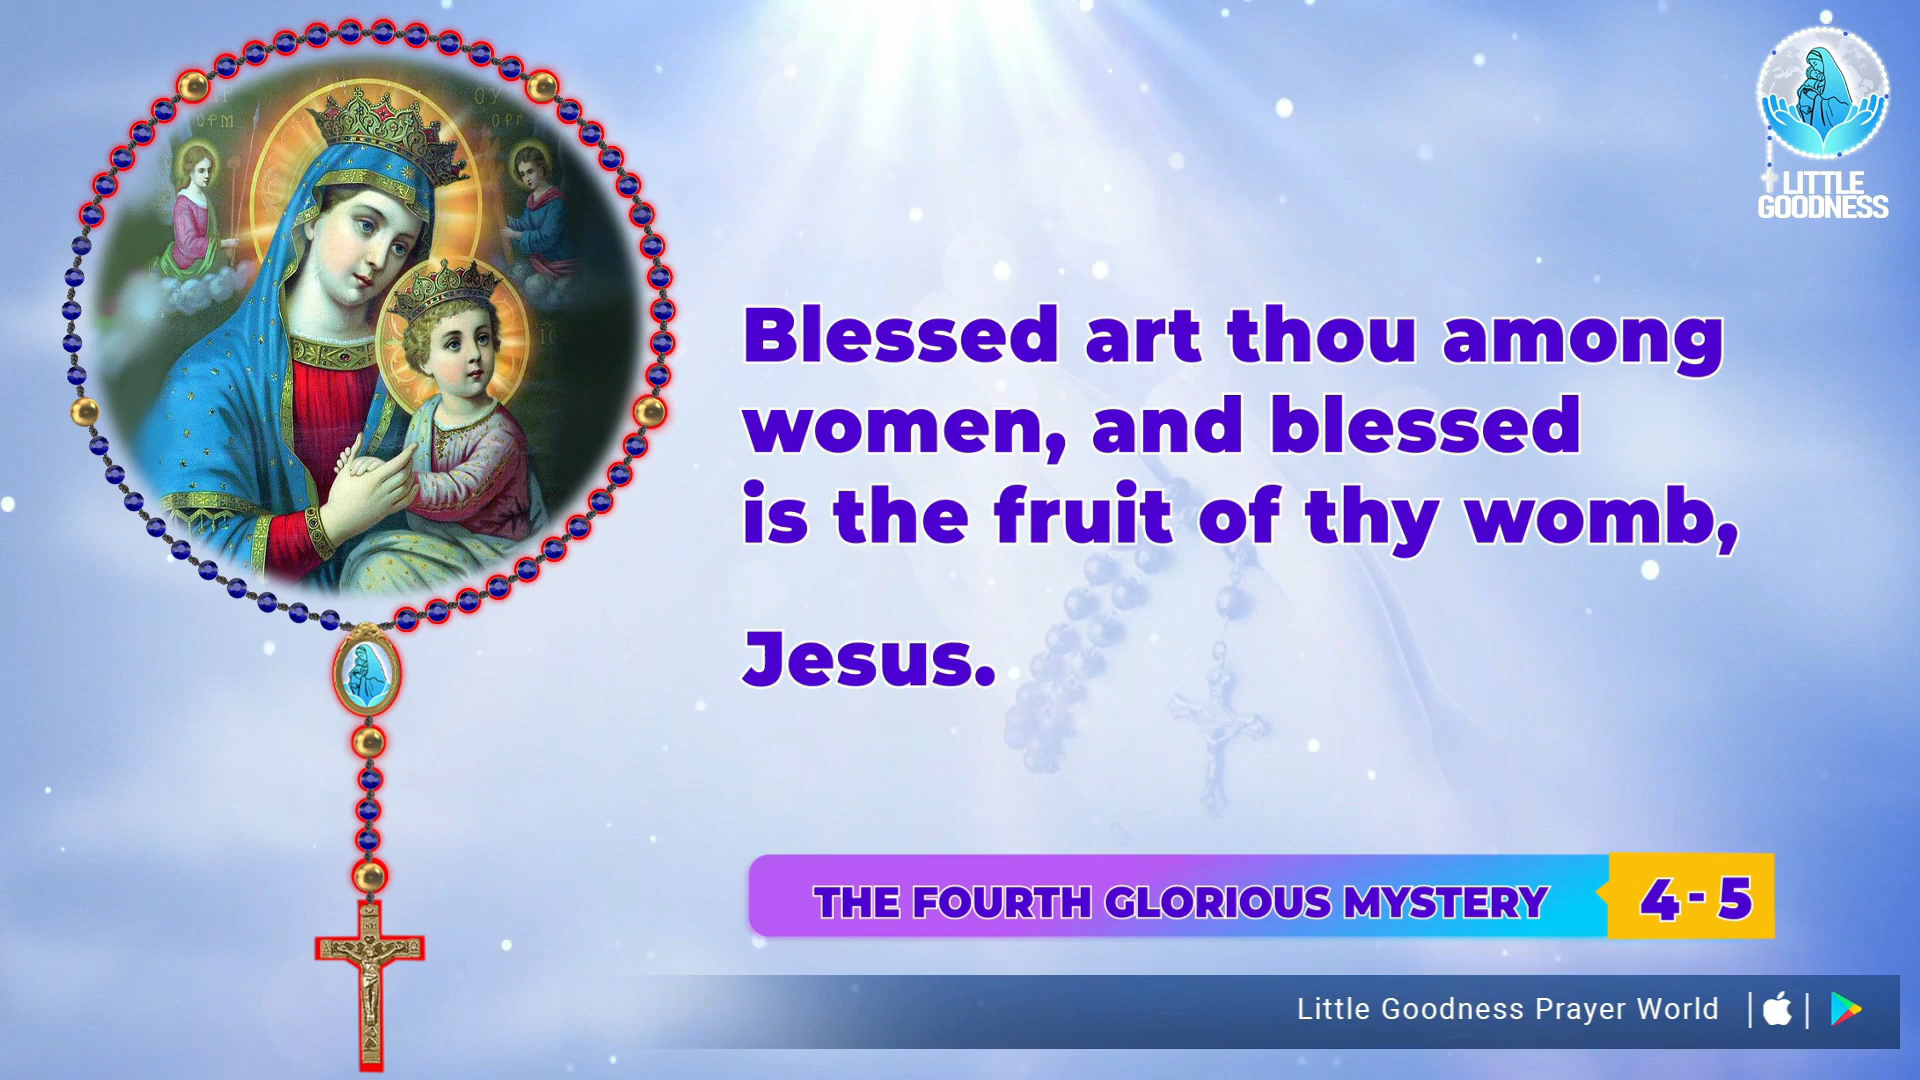 LITTLE
GOODNESS
Blessed art thou among
women, and blessed
is the fruit of thy womb,
Jesus.
THE FOURTH GLORIOUS MYSTERY
4 - 5
Little Goodness Prayer World